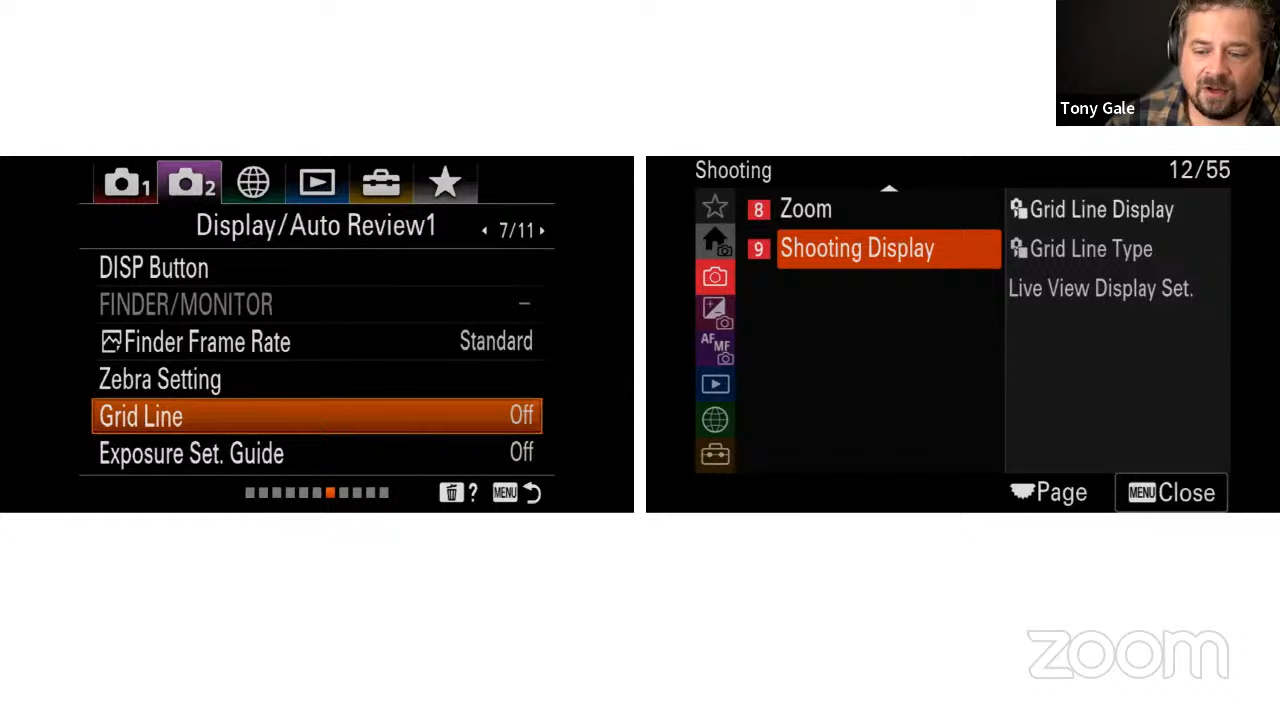 Tony Gale
1
2
Display/Auto Review1
7/11
DISP Button
FINDER/MONITOR –
Finder Frame Rate Standard
Zebra Setting
Grid Line Off
Exposure Set. Guide Off
? MENU
Shooting 12/55
8 Zoom
9 Shooting Display
AF MF
Grid Line Display
Grid Line Type
Live View Display Set.
Page MENU Close
zoom